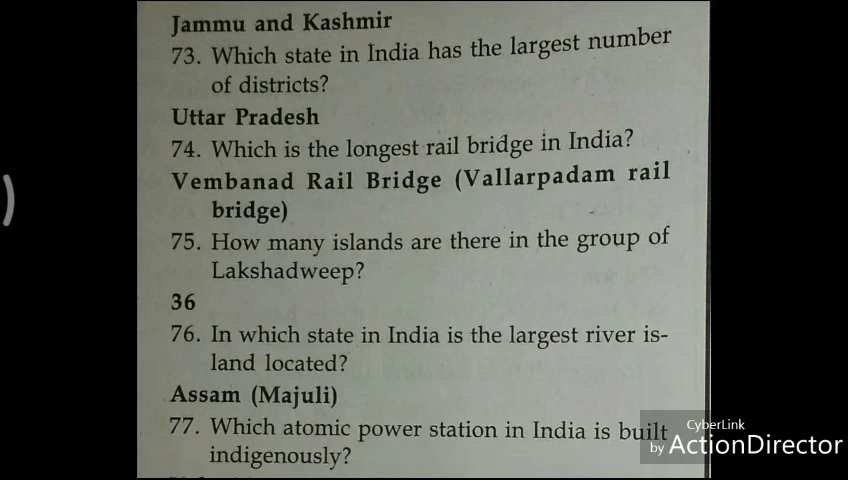 Jammu and Kashmir
73. Which state in India has the largest number
of districts?
Uttar Pradesh
74. Which is the longest rail bridge in India?
Vembanad Rail Bridge (Vallarpadam rail
bridge)
75. How many islands are there in the group of
Lakshadweep?
36
76. In which state in India is the largest river is-
land located?
Assam (Majuli)
77. Which atomic power station in India is built
indigenously?
CyberLink
by ActionDirector